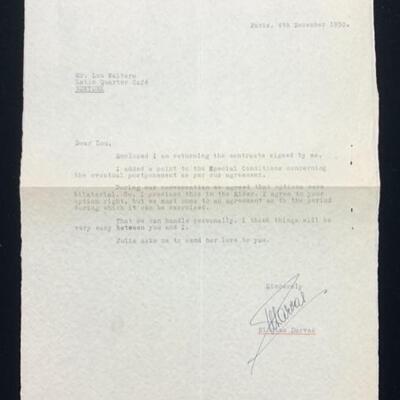 Paris, 4th December 1950.
Mr. Lou Walters
Latin Quarter Café
NEWYORK
Dear Lou,
Enclosed I am returning the contracts signed by me.
I added a point to the Special Conditions concerning
the eventual postponement as per our agreement.
During our conversation we agreed that options were
bilateral. So, I precised this in the Rider. I agree to your
option right, but we must come to an agreement as to the period
during which it can be exercised.
That we can handle personally. I think things will be
very easy between you and I.
Julia asks me to send her love to you.
Sincerely
Darvas